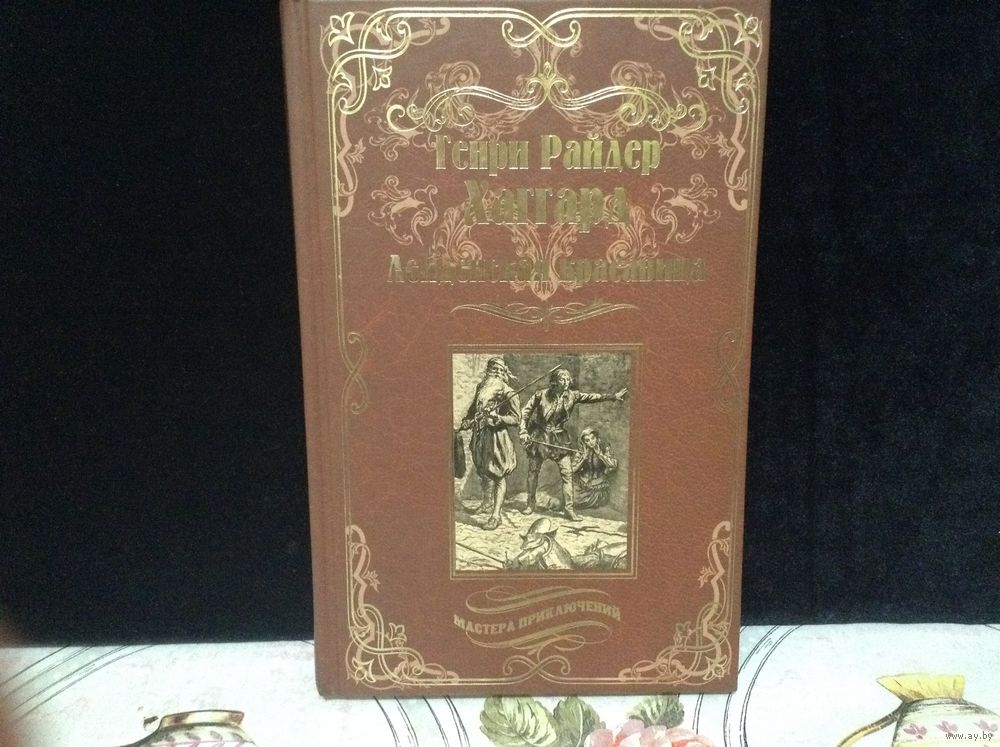 Генри Райдер
Хаггард
Лейденская красавица
МАСТЕРА ПРИКЛЮЧЕНИЙ
www.ay.by